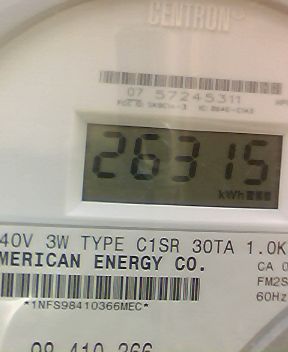 CENTRON®
07 57245311
26315
kWh
40V 3W TYPE C1SR 30TA 1.0K
MERICAN ENERGY CO.
CA 0
FM2S
*1NFS98410366MEC*
60Hz
98 410 366